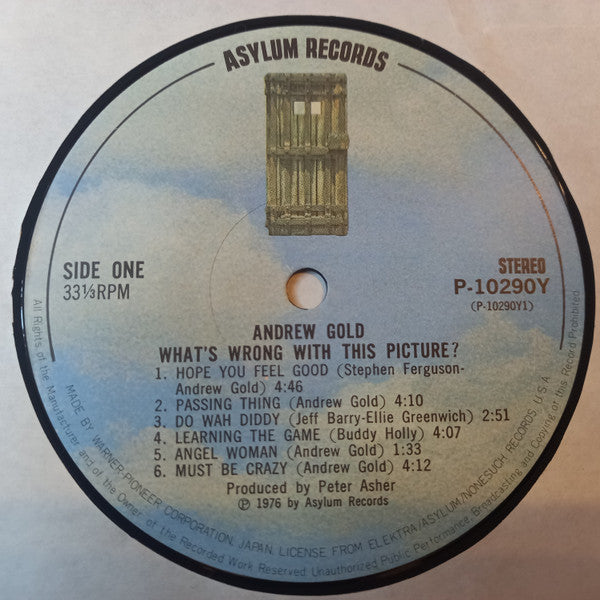 ASYLUM RECORDS
SIDE ONE
33⅓RPM
STEREO
P-10290Y
(P-10290Y1)
ANDREW GOLD
WHAT'S WRONG WITH THIS PICTURE?
1. HOPE YOU FEEL GOOD (Stephen Ferguson-
Andrew Gold) 4:46
2. PASSING THING (Andrew Gold) 4:10
3. DO WAH DIDDY (Jeff Barry-Ellie Greenwich) 2:51
4. LEARNING THE GAME (Buddy Holly) 4:07
5. ANGEL WOMAN (Andrew Gold) 1:33
6. MUST BE CRAZY (Andrew Gold) 4:12
Produced by Peter Asher
Ⓟ 1976 by Asylum Records
MADE BY WARNER-PIONEER CORPORATION, JAPAN. LICENSE FROM ELEKTRA/ASYLUM/NONESUCH RECORDS, U.S.A
All Rights of the Manufacturer and of the Owner of the Recorded Work Reserved Unauthorized Public Performance. Broadcasting and Copying of this Record Prohibited